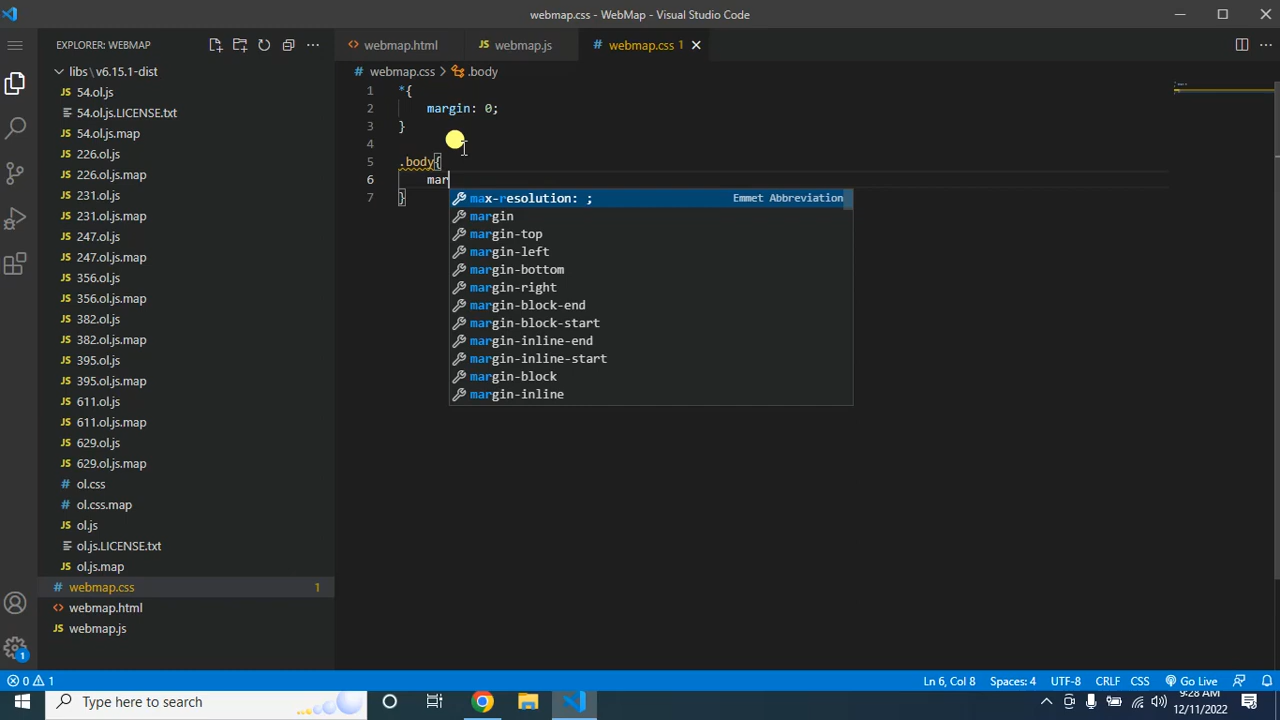 webmap.css - WebMap - Visual Studio Code
EXPLORER: WEBMAP
webmap.html
webmap.js
webmap.css 1
libs\v6.15.1-dist
webmap.css
.body
54.ol.js
54.ol.js.LICENSE.txt
54.ol.js.map
226.ol.js
226.ol.js.map
231.ol.js
231.ol.js.map
247.ol.js
247.ol.js.map
356.ol.js
356.ol.js.map
382.ol.js
382.ol.js.map
395.ol.js
395.ol.js.map
611.ol.js
611.ol.js.map
629.ol.js
629.ol.js.map
ol.css
ol.css.map
ol.js
ol.js.LICENSE.txt
ol.js.map
webmap.css 1
webmap.html
webmap.js
1 *{
2 margin: 0;
3 }
4
5 .body{
6 mar
7 }
max-resolution: ; Emmet Abbreviation
margin
margin-top
margin-left
margin-bottom
margin-right
margin-block-end
margin-block-start
margin-inline-end
margin-inline-start
margin-block
margin-inline
1
0 1
Ln 6, Col 8
Spaces: 4
UTF-8
CRLF
CSS
Go Live
Type here to search
9:28 AM
12/11/2022